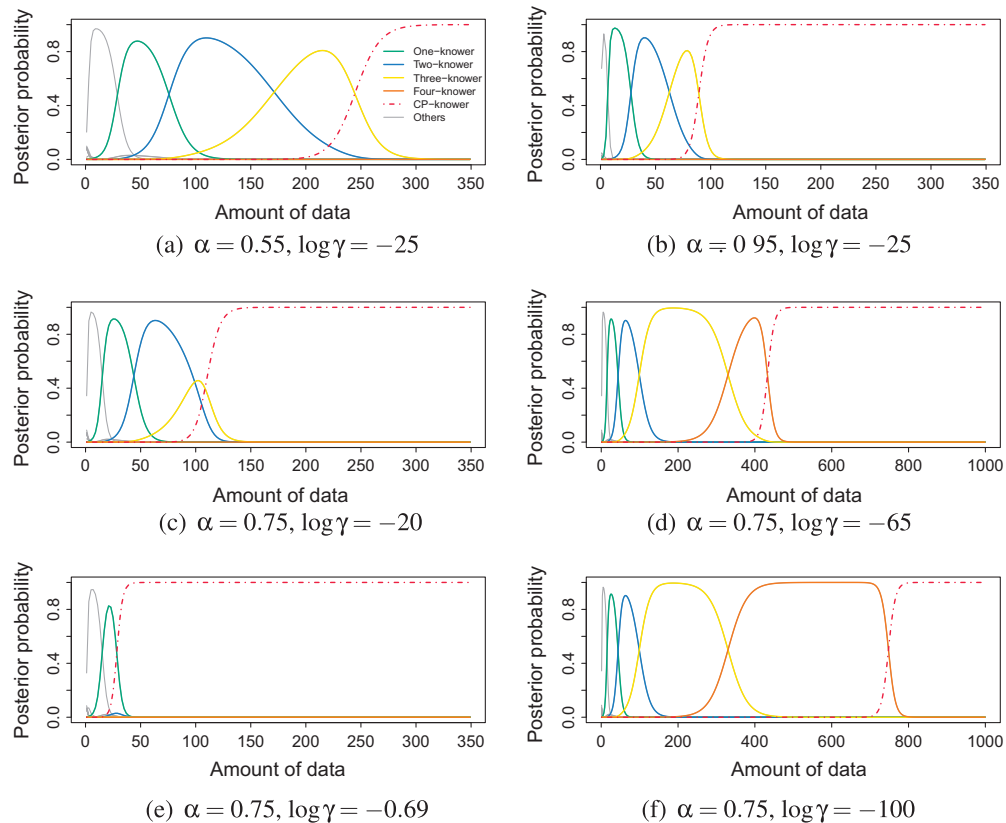 Posterior probability
0.0 0.4 0.8
One−knower
Two−knower
Three−knower
Four−knower
CP−knower
Others
0 50 100 150 200 250 300 350
Amount of data
(a) α = 0.55, log γ = −25
Posterior probability
0.0 0.4 0.8
0 50 100 150 200 250 300 350
Amount of data
(b) α = 0 95, log γ = −25
Posterior probability
0.0 0.4 0.8
0 50 100 150 200 250 300 350
Amount of data
(c) α = 0.75, log γ = −20
Posterior probability
0.0 0.4 0.8
0 200 400 600 800 1000
Amount of data
(d) α = 0.75, log γ = −65
Posterior probability
0.0 0.4 0.8
0 50 100 150 200 250 300 350
Amount of data
(e) α = 0.75, log γ = −0.69
Posterior probability
0.0 0.4 0.8
0 200 400 600 800 1000
Amount of data
(f) α = 0.75, log γ = −100